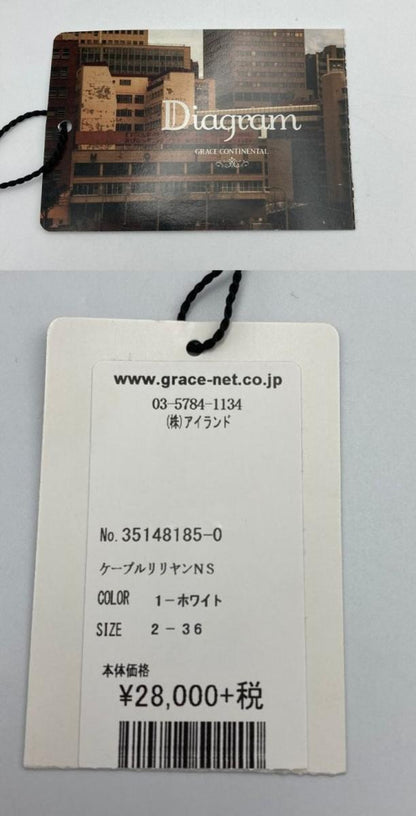 Diagram
GRACE CONTINENTAL
www.grace-net.co.jp
03-5784-1134
(株)アイランド
No.35148185-0
ケーブルリリヤンNS
COLOR 1-ホワイト
SIZE 2-36
本体価格
¥28,000+税